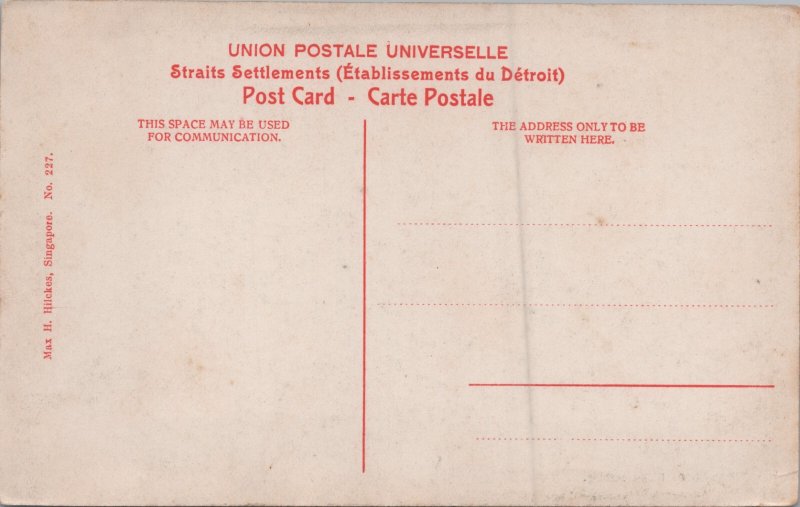 UNION POSTALE UNIVERSELLE
Straits Settlements (Établissements du Détroit)
Post Card - Carte Postale
THIS SPACE MAY BE USED
FOR COMMUNICATION.
THE ADDRESS ONLY TO BE
WRITTEN HERE.
Max H. Hilckes, Singapore. No. 227.